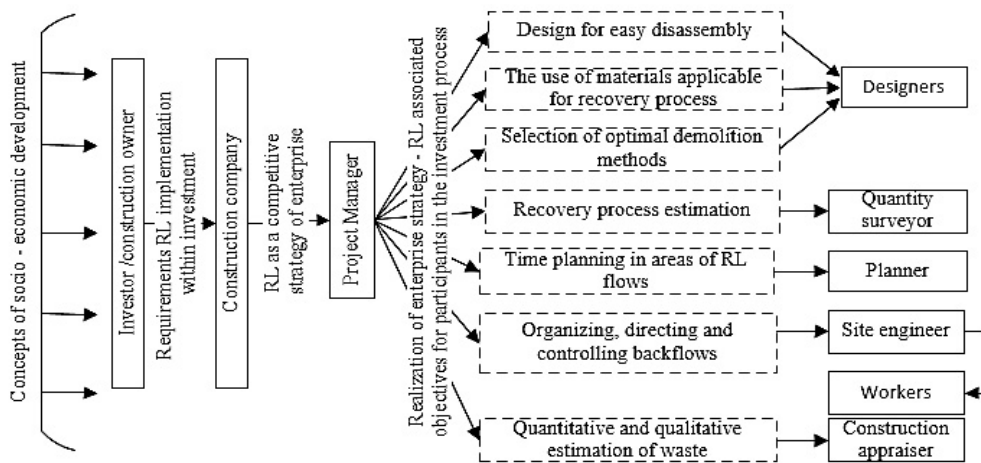 Concepts of socio - economic development
Investor /construction owner
Requirements RL implementation
within investment
Construction company
RL as a competitive
strategy of enterprise
Project Manager
Realization of enterprise strategy - RL associated
objectives for participants in the investment process
Design for easy disassembly
The use of materials applicable
for recovery process
Selection of optimal demolition
methods
Designers
Recovery process estimation
Quantity
surveyor
Time planning in areas of RL
flows
Planner
Organizing, directing and
controlling backflows
Site engineer
Workers
Quantitative and qualitative
estimation of waste
Construction
appraiser